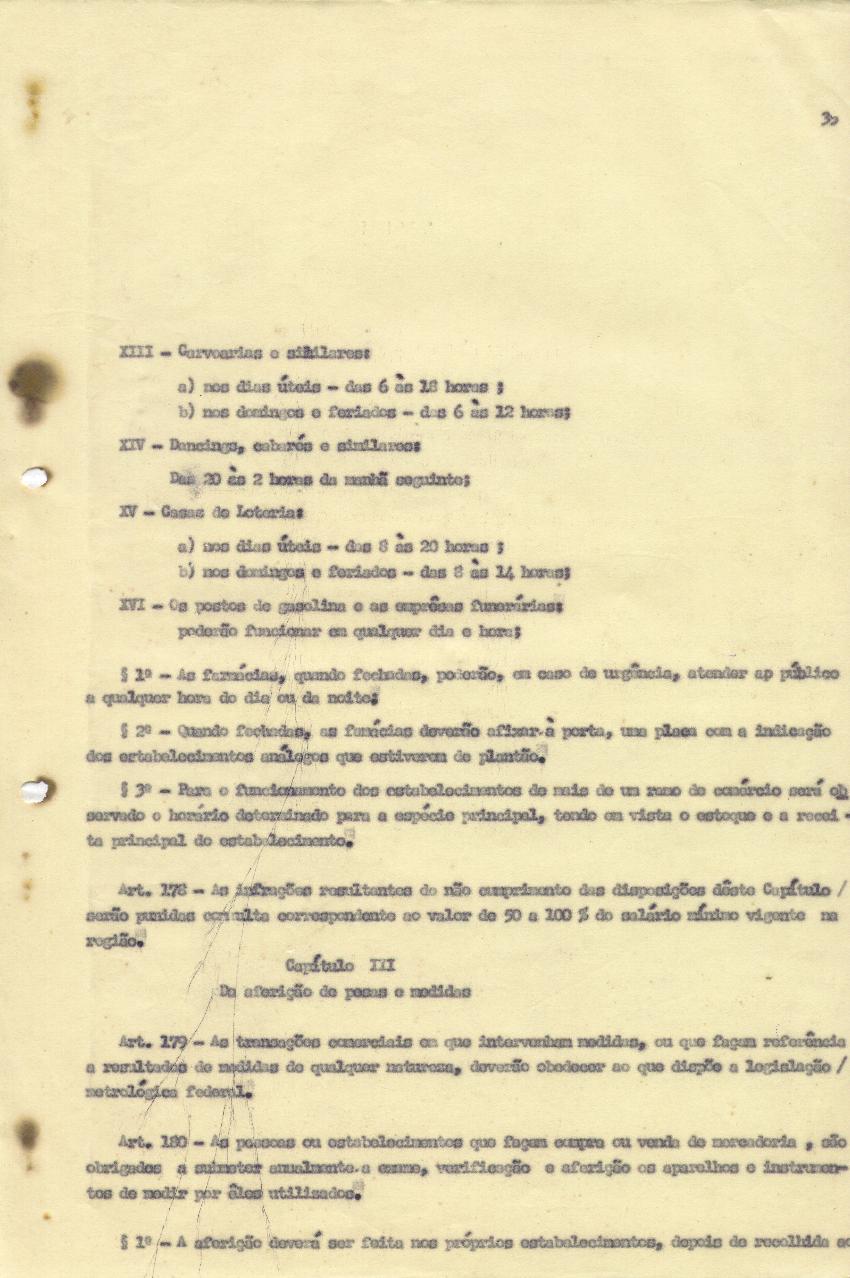 3
XIII - Carvoarias e similares:
a) nos dias úteis - das 6 às 18 horas ;
b) nos domingos e feriados - das 6 às 12 horas;
XIV - Dancings, cabarés e similares:
Das 20 às 2 horas da manhã seguinte;
XV - Casas de Loteria:
a) nos dias úteis - das 8 às 20 horas ;
b) nos domingos e feriados - das 8 às 14 horas;
XVI - Os postos de gasolina e as emprêsas funerárias:
poderão funcionar em qualquer dia e hora;
§ 1º - As farmácias, quando fechadas, poderão, em caso de urgência, atender ap público
a qualquer hora do dia ou da noite;
§ 2º - Quando fechadas, as famácias deverão afixar à porta, uma placa com a indicação
dos estabelecimentos análogos que estiverem de plantão.
§ 3º - Para o funcionamento dos estabelecimentos de mais de um ramo de comércio será ob
servado o horário determinado para a espécie principal, tendo em vista o estoque e a recei -
ta principal do estabelecimento.
Art. 178 - As infrações resultantes do não cumprimento das disposições dêste Capítulo /
serão punidas correspondente ao valor de 50 a 100 % do salário mínimo vigente na
região.
Capítulo III
Da aferição de pesas e medidas
Art. 179 - As transações comerciais em que intervenham medidas, ou que façam referência
a resultados de medidas de qualquer natureza, deverão obedecer ao que dispõe a legislação /
metrológica federal.
Art. 180 - As pessoas ou estabelecimentos que façam compra ou venda de mercadoria , são
obrigados a submeter anualmente a exame, verificação e aferição os aparelhos e instrumen-
tos de medir por êles utilizados.
§ 1º - A aferição deverá ser feita nos próprios estabelecimentos, depois de recolhida